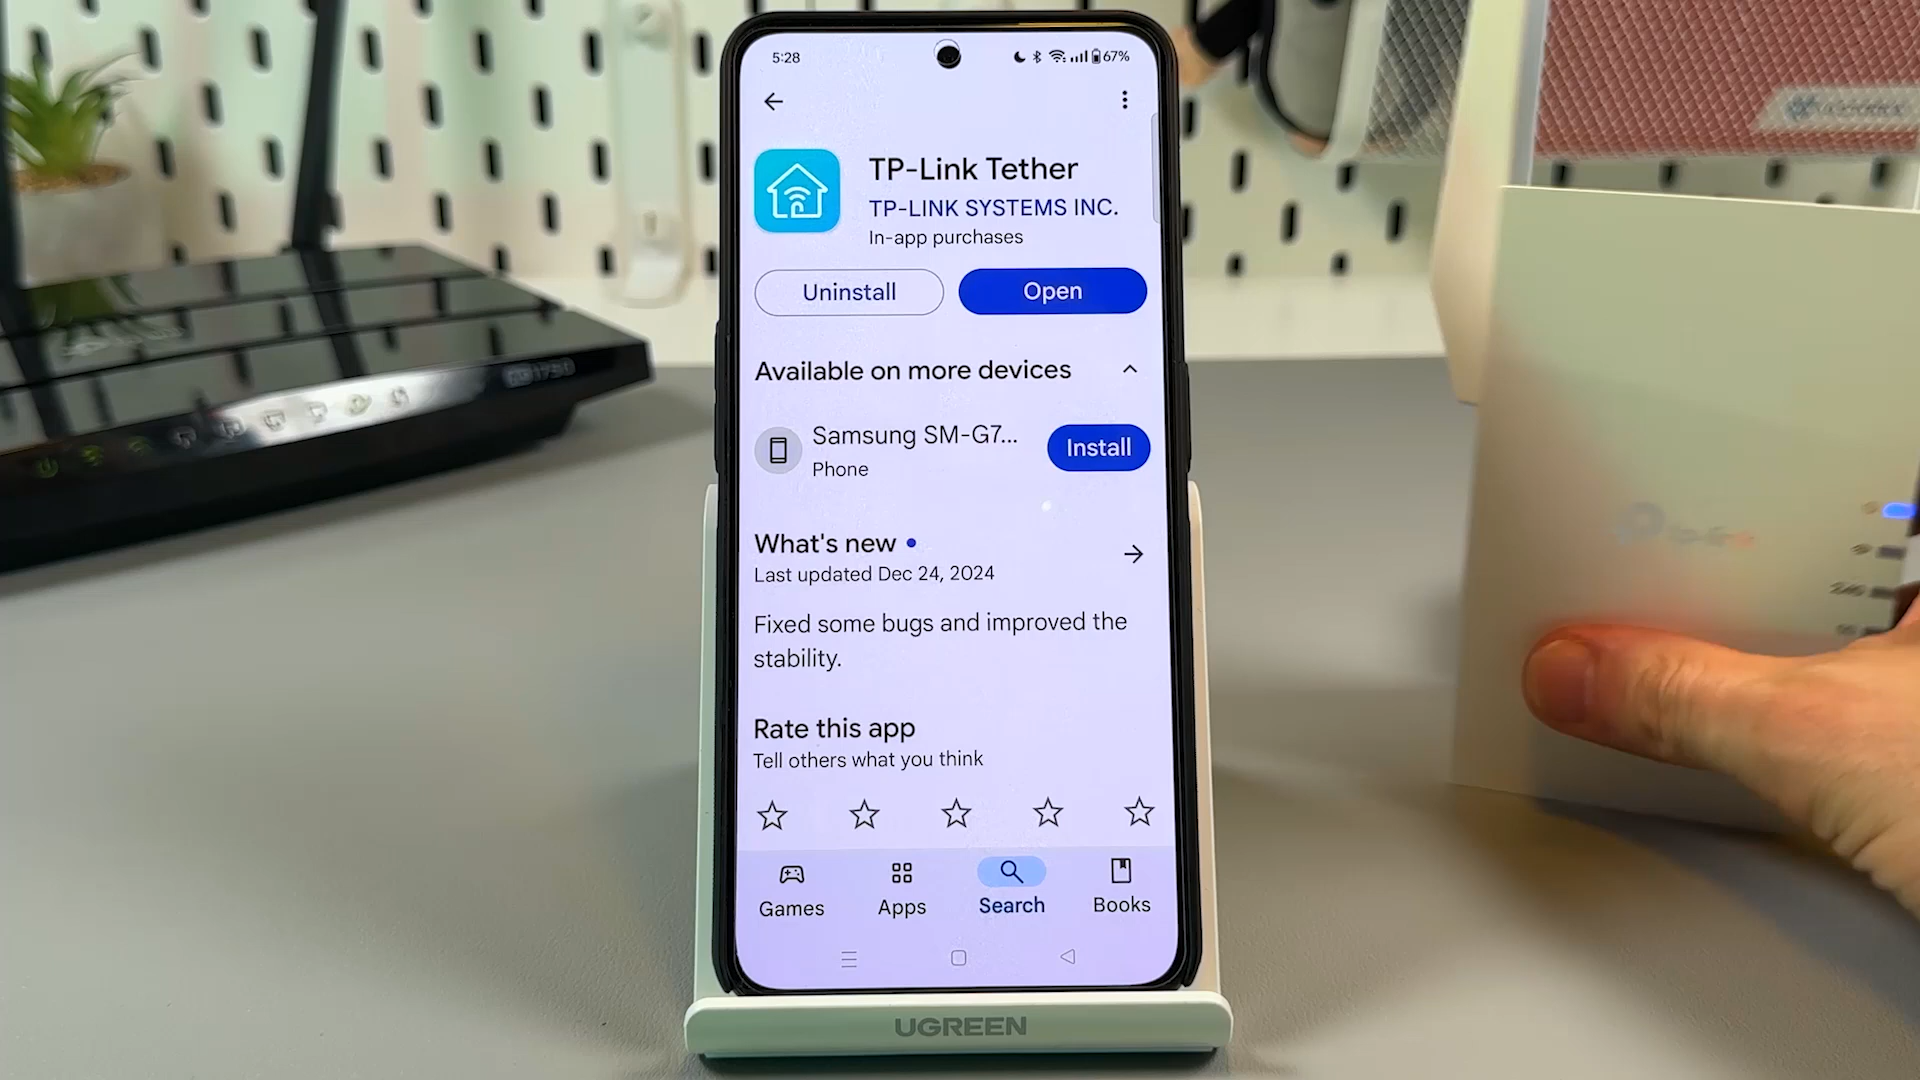 5:28
67%
TP-Link Tether
TP-LINK SYSTEMS INC.
In-app purchases
Uninstall
Open
Available on more devices
Samsung SM-G7...
Phone
Install
What's new
Last updated Dec 24, 2024
Fixed some bugs and improved the
stability.
Rate this app
Tell others what you think
Games
Apps
Search
Books
UGREEN